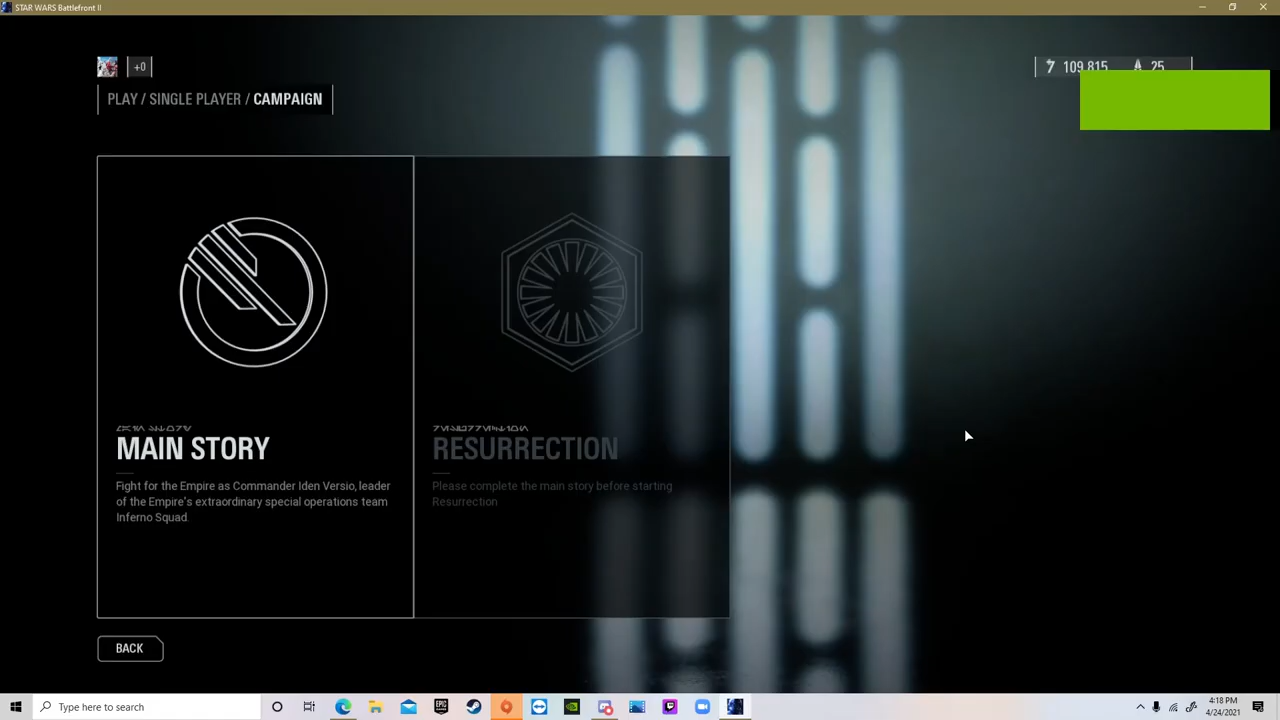 STAR WARS Battlefront II
+0
109,815
25
PLAY / SINGLE PLAYER / CAMPAIGN
MAIN STORY
Fight for the Empire as Commander Iden Versio, leader
of the Empire's extraordinary special operations team
Inferno Squad.
RESURRECTION
Please complete the main story before starting
Resurrection
BACK
Type here to search
EPIC
GAMES
4:18 PM
4/24/2021